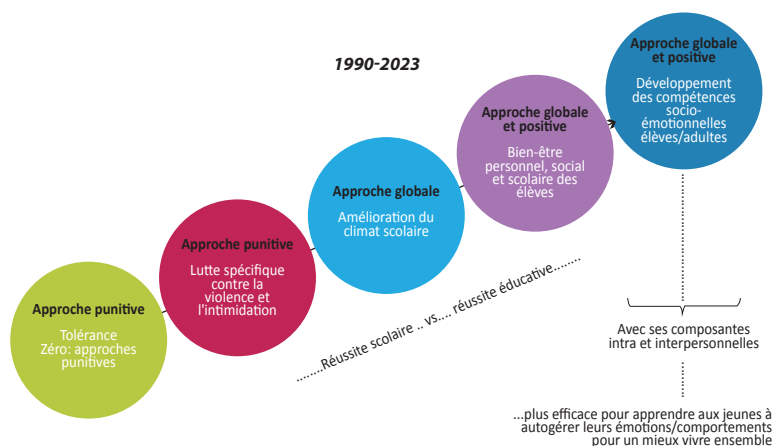 1990-2023
Approche punitive
Tolérance
Zéro: approches
punitives
Approche punitive
Lutte spécifique
contre la
violence et
l'intimidation
Approche globale
Amélioration du
climat scolaire
Approche globale
et positive
Bien-être
personnel, social
et scolaire des
élèves
Approche globale
et positive
Développement
des compétences
socio-
émotionnelles
élèves/adultes
........Réussite scolaire .. vs.... réussite éducative........
Avec ses composantes
intra et interpersonnelles
...plus efficace pour apprendre aux jeunes à
autogérer leurs émotions/comportements
pour un mieux vivre ensemble